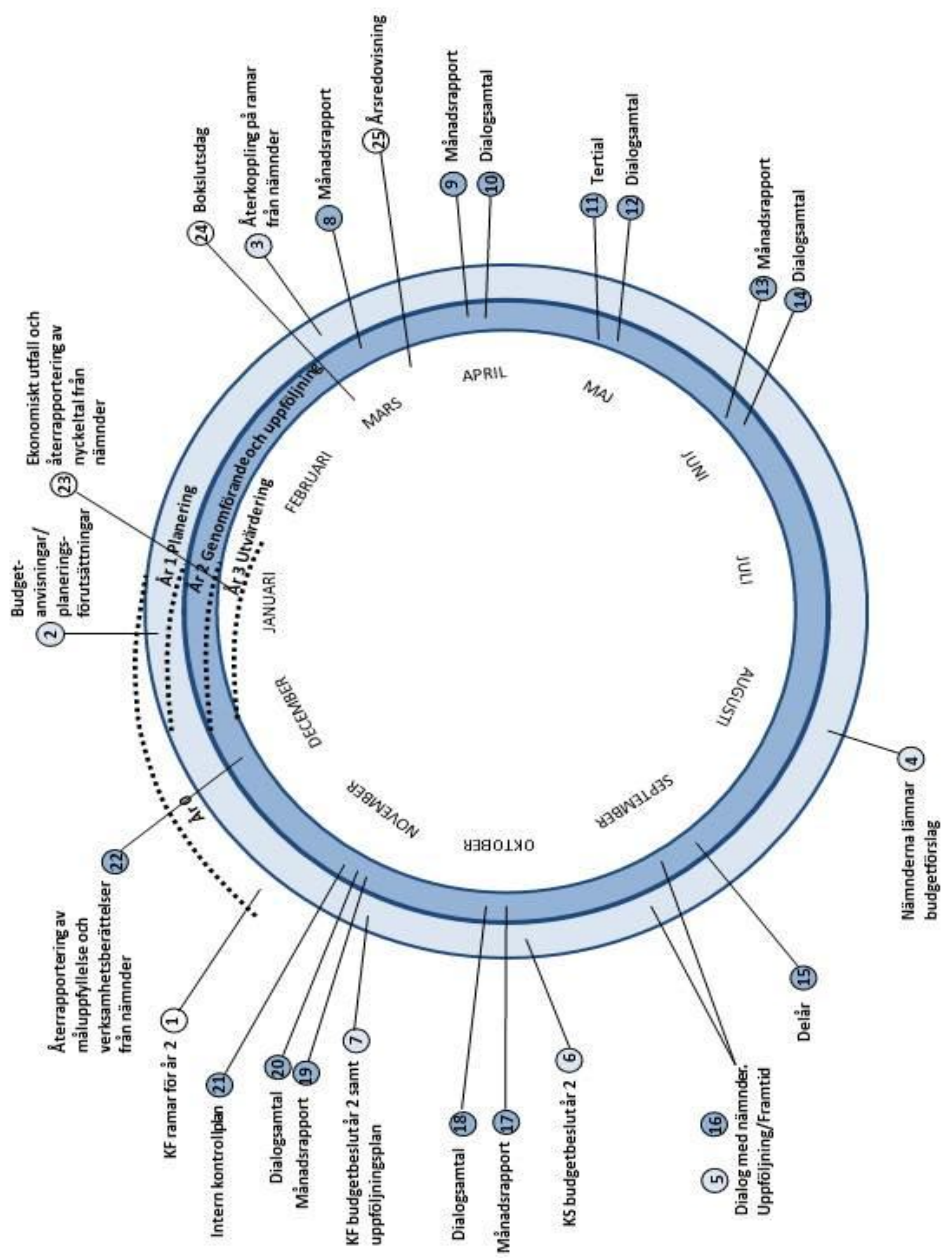 Budget-
anvisningar/
planerings-
förutsättningar
2
Ekonomiskt utfall och
återrapportering av
nyckeltal från
nämnder
23
24 Bokslutsdag
3 Återkoppling på ramar
från nämnder
8 Månadsrapport
25 Årsredovisning
9 Månadsrapport
10 Dialogsamtal
11 Tertial
12 Dialogsamtal
13 Månadsrapport
14 Dialogsamtal
4
Nämnderna lämnar
budgetförslag
Delår 15
5 16
Dialog med nämnder.
Uppföljning/Framtid
KS budgetbeslut år 2 6
Månadsrapport 17
Dialogsamtal 18
KF budgetbeslut år 2 samt 7
uppföljningsplan
Månadsrapport 19
Dialogsamtal 20
Intern kontrollplan 21
KF ramar för år 2 1
Återrapportering av
måluppfyllelse och
verksamhetsberättelser 22
från nämnder
År 0
År 1 Planering
År 2 Genomförande och uppföljning
År 3 Utvärdering
JANUARI
FEBRUARI
MARS
APRIL
MAJ
JUNI
JULI
AUGUSTI
SEPTEMBER
OKTOBER
NOVEMBER
DECEMBER